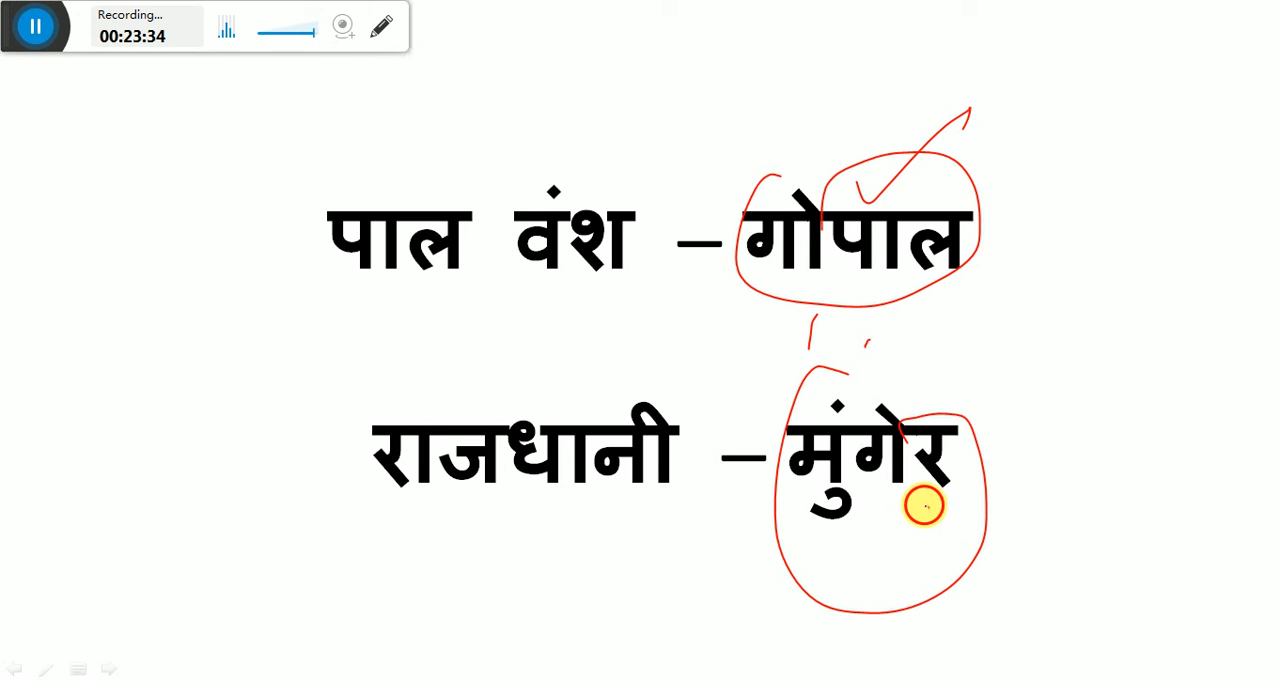 Recording...
00:23:34
पाल वंश – गोपाल
राजधानी – मुंगेर